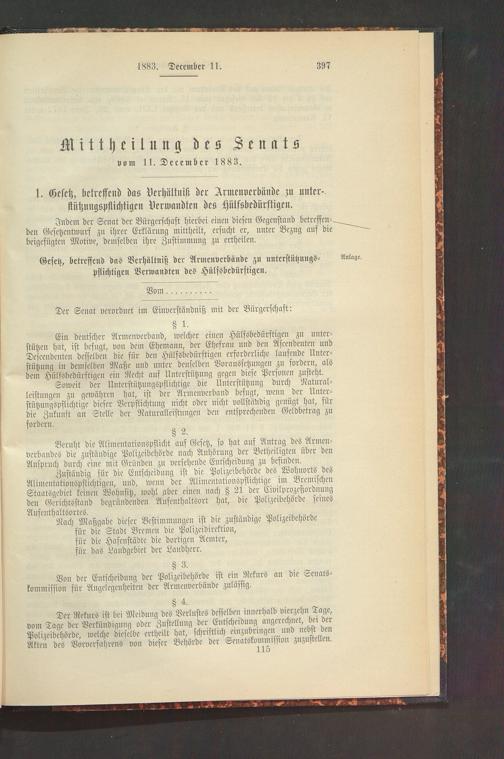 1883. December 11. 397
Mittheilung des Senats
vom 11. December 1883.
1. Gesetz, betreffend das Verhältniß der Armenverbände zu unter-
stützungspflichtigen Verwandten des Hülfsbedürftigen.
Indem der Senat der Bürgerschaft hierbei einen diesen Gegenstand betreffen-
den Gesetzentwurf zu ihrer Erklärung mittheilt, ersucht er, unter Bezug auf die
beigefügten Motive, demselben ihre Zustimmung zu ertheilen.
Gesetz, betreffend das Verhältniß der Armenverbände zu unterstützungs-
pflichtigen Verwandten des Hülfsbedürftigen.
Anlage.
Vom ..........
Der Senat verordnet im Einverständniß mit der Bürgerschaft:
§ 1.
Ein deutscher Armenverband, welcher einen Hülfsbedürftigen zu unter-
stützen hat, ist befugt, von dem Ehemann, der Ehefrau und den Ascendenten und
Descendenten desselben die für den Hülfsbedürftigen erforderliche laufende Unter-
stützung in demselben Maße und unter denselben Voraussetzungen zu fordern, als
dem Hülfsbedürftigen ein Recht auf Unterstützung gegen diese Personen zusteht.
Soweit der Unterstützungspflichtige die Unterstützung durch Natural-
leistungen zu gewähren hat, ist der Armenverband befugt, wenn der Unter-
stützungspflichtige dieser Verpflichtung nicht oder nicht vollständig genügt hat, für
die Zukunft an Stelle der Naturalleistungen den entsprechenden Geldbetrag zu
fordern.
§ 2.
Beruht die Alimentationspflicht auf Gesetz, so hat auf Antrag des Armen-
verbandes die zuständige Polizeibehörde nach Anhörung der Betheiligten über den
Anspruch durch eine mit Gründen zu versehende Entscheidung zu befinden.
Zuständig für die Entscheidung ist die Polizeibehörde des Wohnorts des
Alimentationspflichtigen, und, wenn der Alimentationspflichtige im Bremischen
Staatsgebiet keinen Wohnsitz, wohl aber einen nach § 21 der Civilprozeßordnung
den Gerichtsstand begründenden Aufenthaltsort hat, die Polizeibehörde seines
Aufenthaltsortes.
Nach Maßgabe dieser Bestimmungen ist die zuständige Polizeibehörde
für die Stadt Bremen die Polizeidirektion,
für die Hafenstädte die dortigen Aemter,
für das Landgebiet der Landherr.
§ 3.
Von der Entscheidung der Polizeibehörde ist ein Rekurs an die Senats-
kommission für Angelegenheiten der Armenverbände zulässig.
§ 4.
Der Rekurs ist bei Meidung des Verlustes desselben innerhalb vierzehn Tage,
vom Tage der Verkündigung oder Zustellung der Entscheidung angerechnet, bei der
Polizeibehörde, welche dieselbe ertheilt hat, schriftlich einzubringen und nebst den
Akten des Vorverfahrens von dieser Behörde der Senatskommission zuzustellen.
115